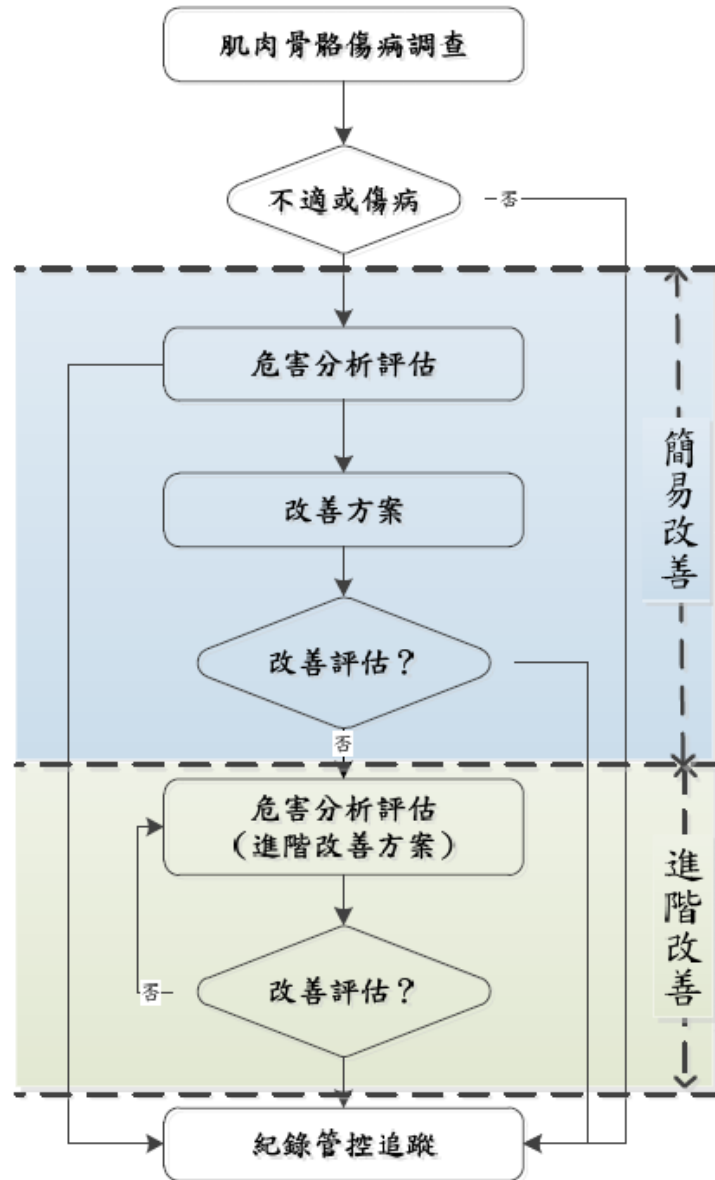 肌肉骨骼傷病調查
不適或傷病
否
危害分析評估
改善方案
簡易改善
改善評估？
否
危害分析評估
（進階改善方案）
進階改善
改善評估？
否
紀錄管控追蹤